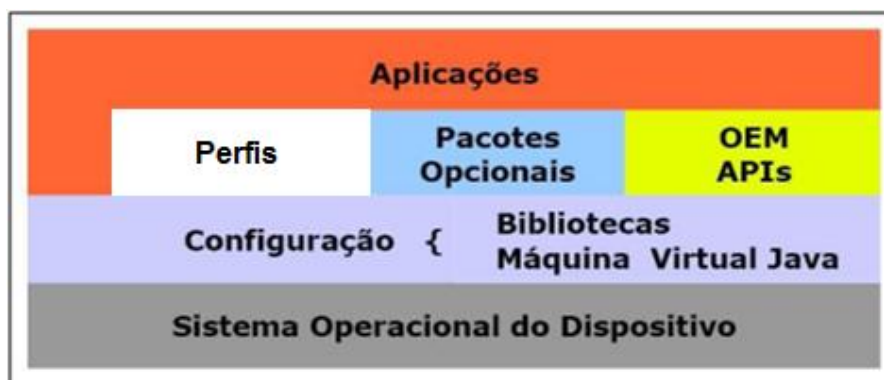 Aplicações
Perfis
Pacotes
Opcionais
OEM
APIs
Configuração {
Bibliotecas
Máquina Virtual Java
Sistema Operacional do Dispositivo